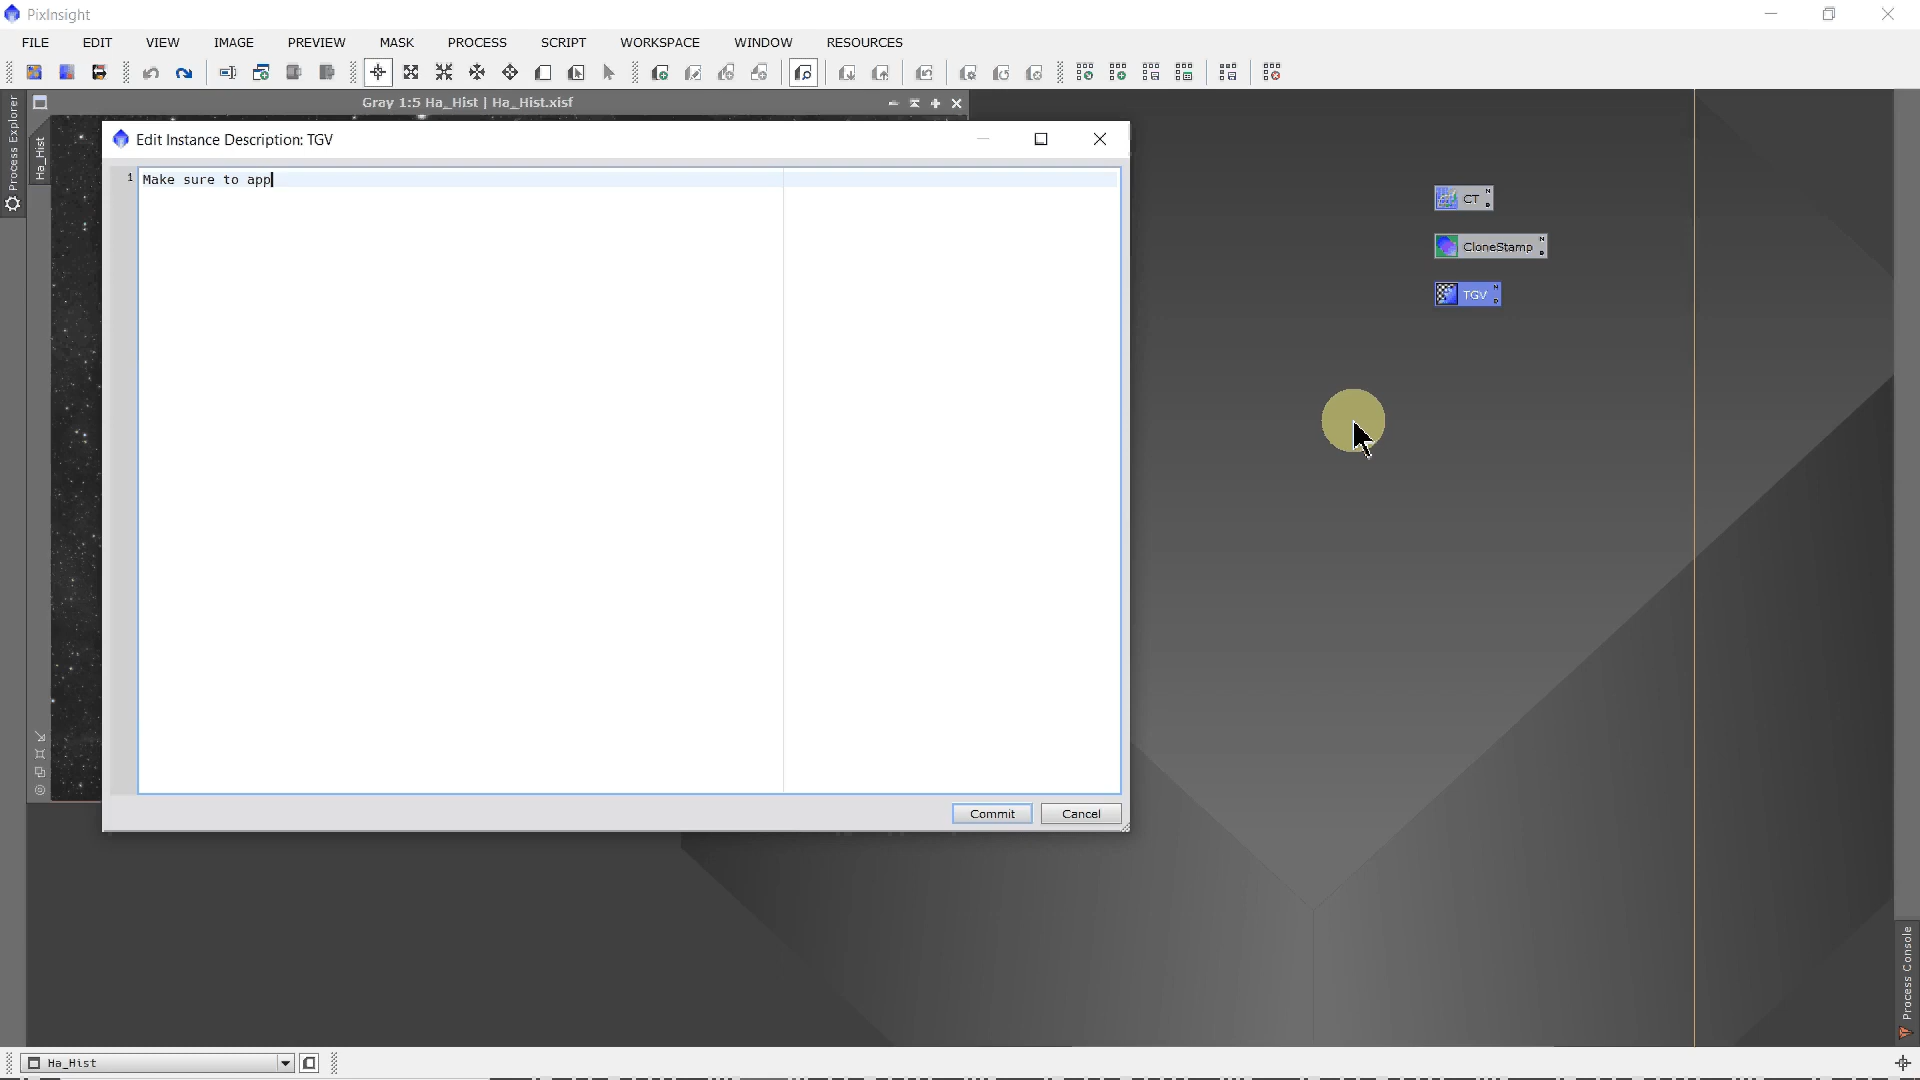 PixInsight
FILE EDIT VIEW IMAGE PREVIEW MASK PROCESS SCRIPT WORKSPACE WINDOW RESOURCES
Gray 1:5 Ha_Hist | Ha_Hist.xisf
Process Explorer
Ha_Hist
Edit Instance Description: TGV
1 Make sure to app
CT N D
CloneStamp N D
TGV N D
Commit Cancel
Process Console
Ha_Hist